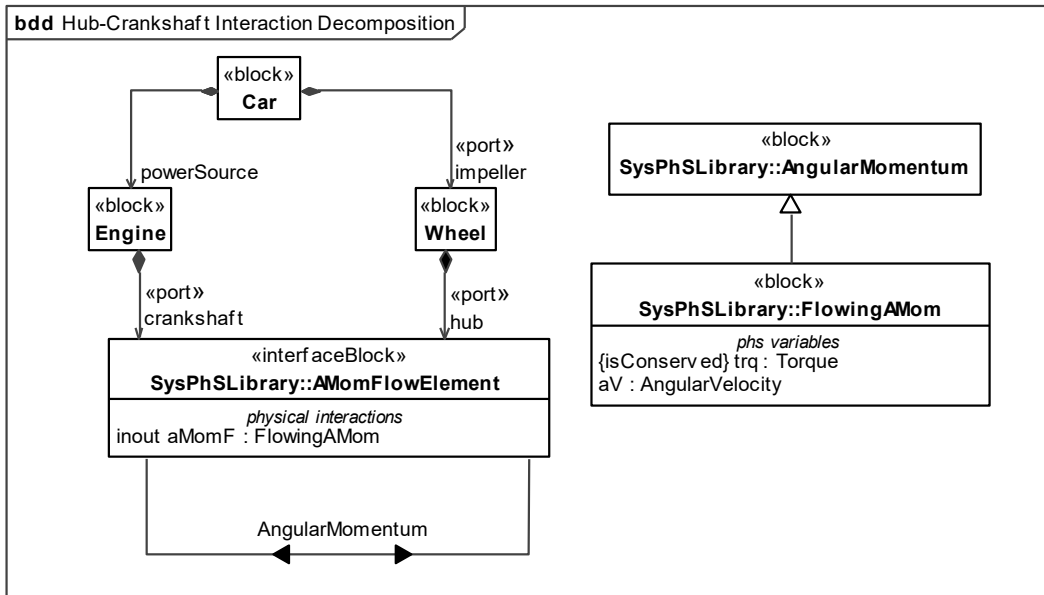 bdd Hub-Crankshaft Interaction Decomposition
«block»
Car
powerSource
«port»
impeller
«block»
Engine
«block»
Wheel
«port»
crankshaft
«port»
hub
«interfaceBlock»
SysPhSLibrary::AMomFlowElement
physical interactions
inout aMomF : FlowingAMom
AngularMomentum
«block»
SysPhSLibrary::AngularMomentum
«block»
SysPhSLibrary::FlowingAMom
phs variables
{isConserved} trq : Torque
aV : AngularVelocity